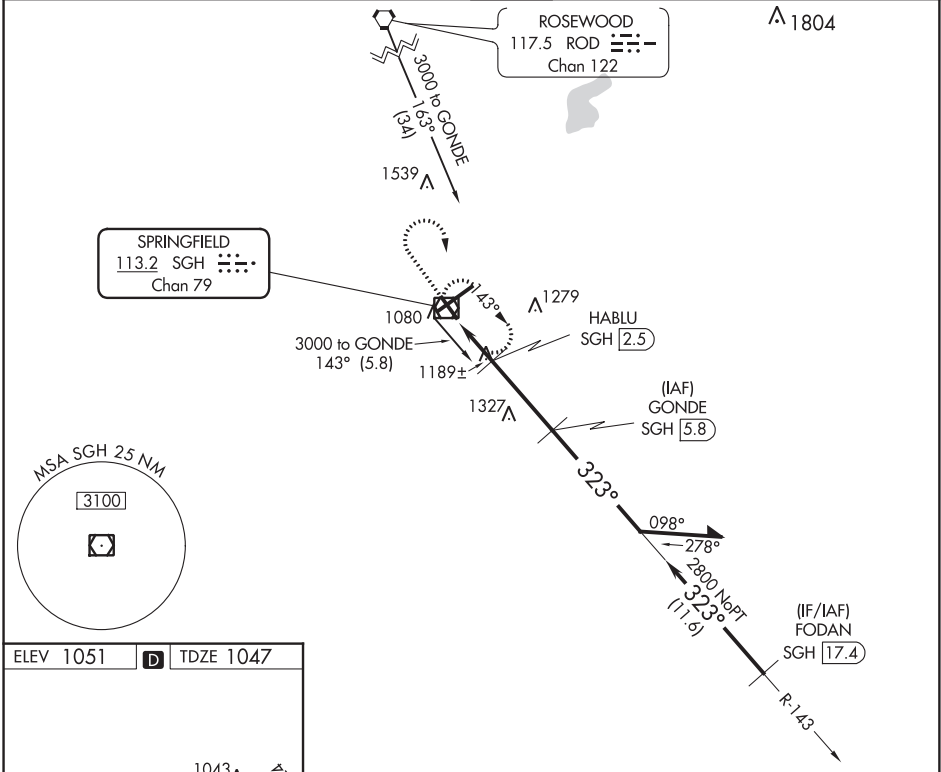 ROSEWOOD
117.5 ROD
Chan 122
1804
3000 to GONDE
163°
(34)
1539
SPRINGFIELD
113.2 SGH
Chan 79
143°
1279
1080
HABLU
SGH 2.5
3000 to GONDE
143° (5.8)
1189±
1327
(IAF)
GONDE
SGH 5.8
MSA SGH 25 NM
3100
323°
098°
278°
2800 NoPT
323°
(11.6)
(IF/IAF)
FODAN
SGH 17.4
R-143
ELEV 1051 D TDZE 1047
1043